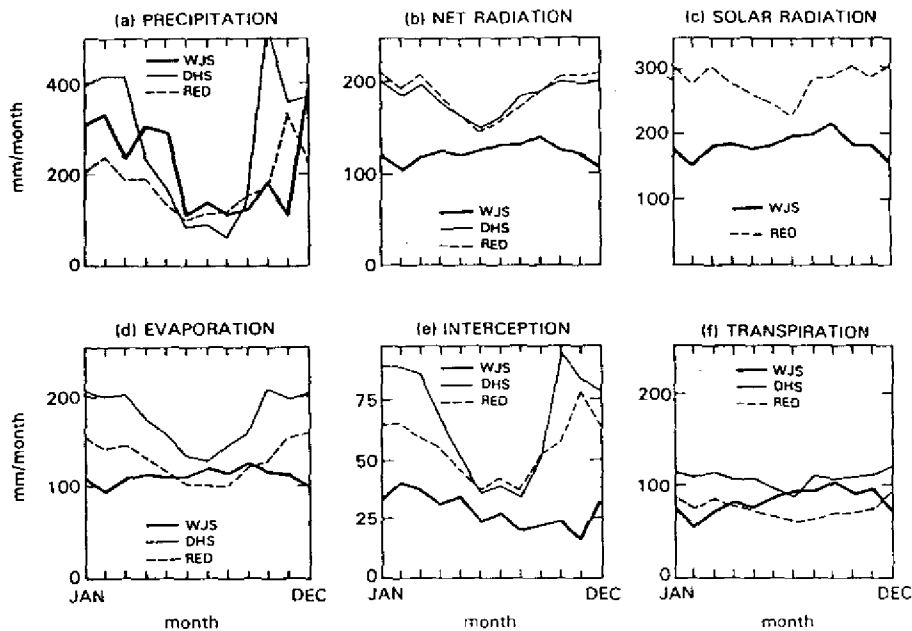 (a) PRECIPITATION
mm/month
400
200
0
WJS
DHS
RED
(b) NET RADIATION
200
100
0
WJS
DHS
RED
(c) SOLAR RADIATION
300
200
100
WJS
RED
(d) EVAPORATION
mm/month
200
100
0
WJS
DHS
RED
JAN
DEC
month
(e) INTERCEPTION
75
50
25
0
WJS
DHS
RED
JAN
DEC
month
(f) TRANSPIRATION
200
100
0
WJS
DHS
RED
JAN
DEC
month